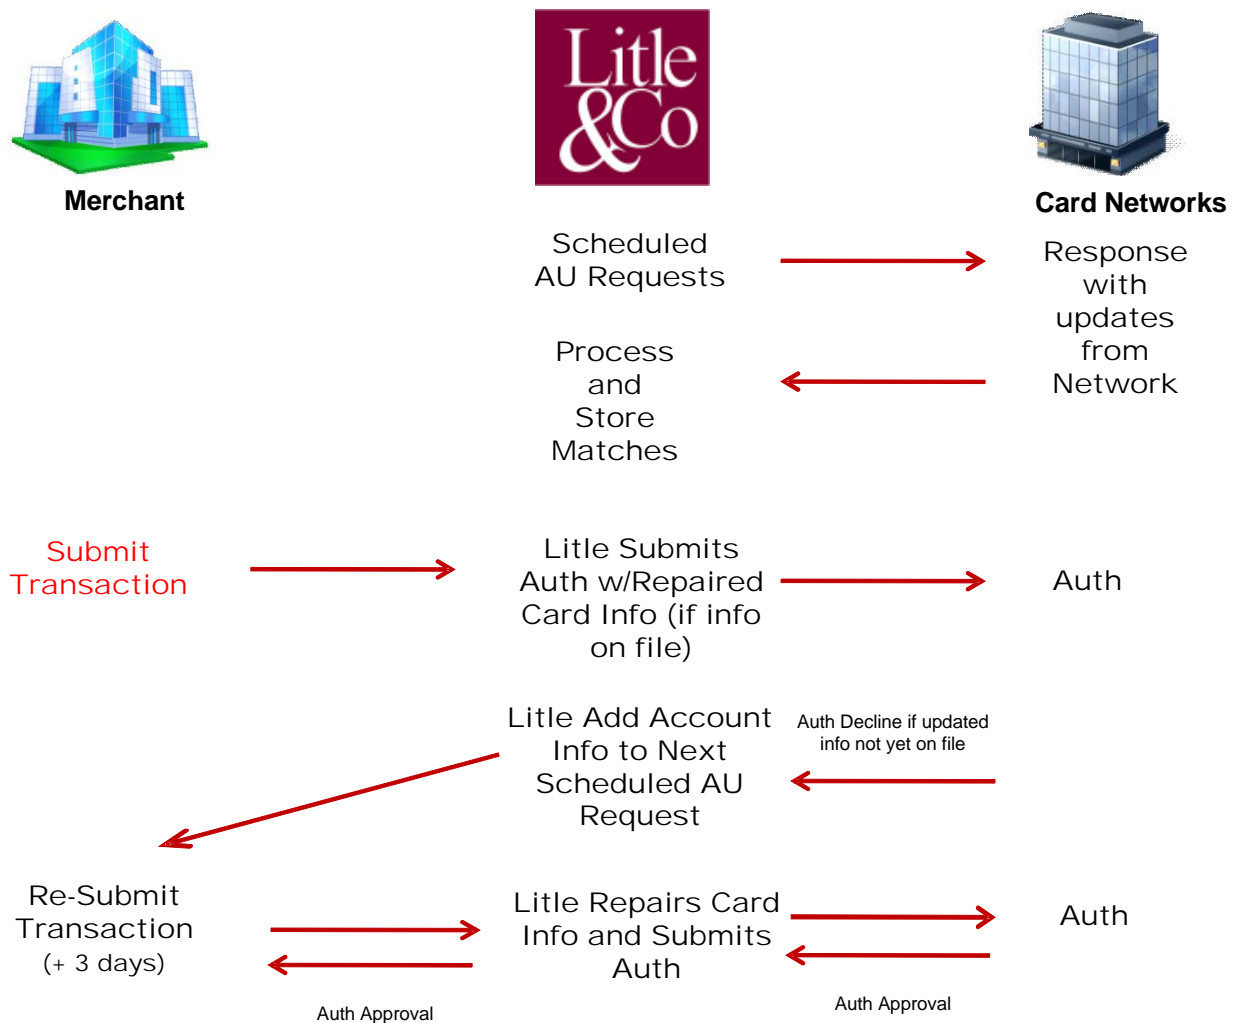 Litle
&Co
Merchant
Card Networks
Scheduled
AU Requests
Response
with
updates
from
Network
Process
and
Store
Matches
Submit
Transaction
Litle Submits
Auth w/Repaired
Card Info (if info
on file)
Auth
Litle Add Account
Info to Next
Scheduled AU
Request
Auth Decline if updated
info not yet on file
Re-Submit
Transaction
(+ 3 days)
Litle Repairs Card
Info and Submits
Auth
Auth
Auth Approval
Auth Approval